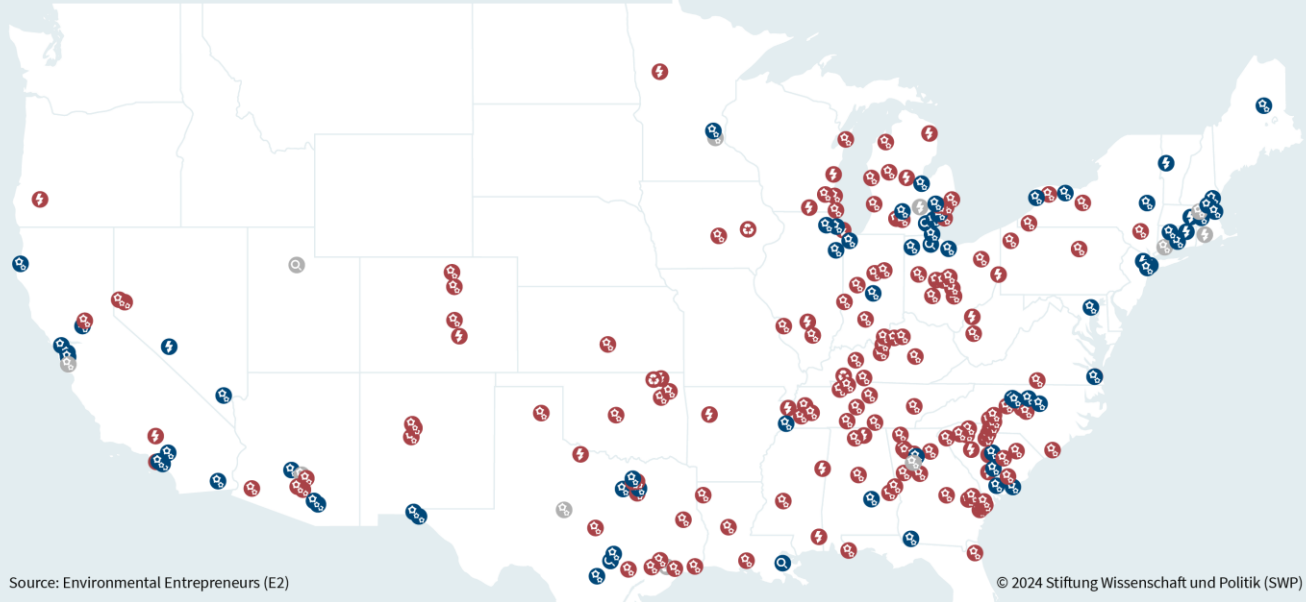 Source: Environmental Entrepreneurs (E2)
© 2024 Stiftung Wissenschaft und Politik (SWP)